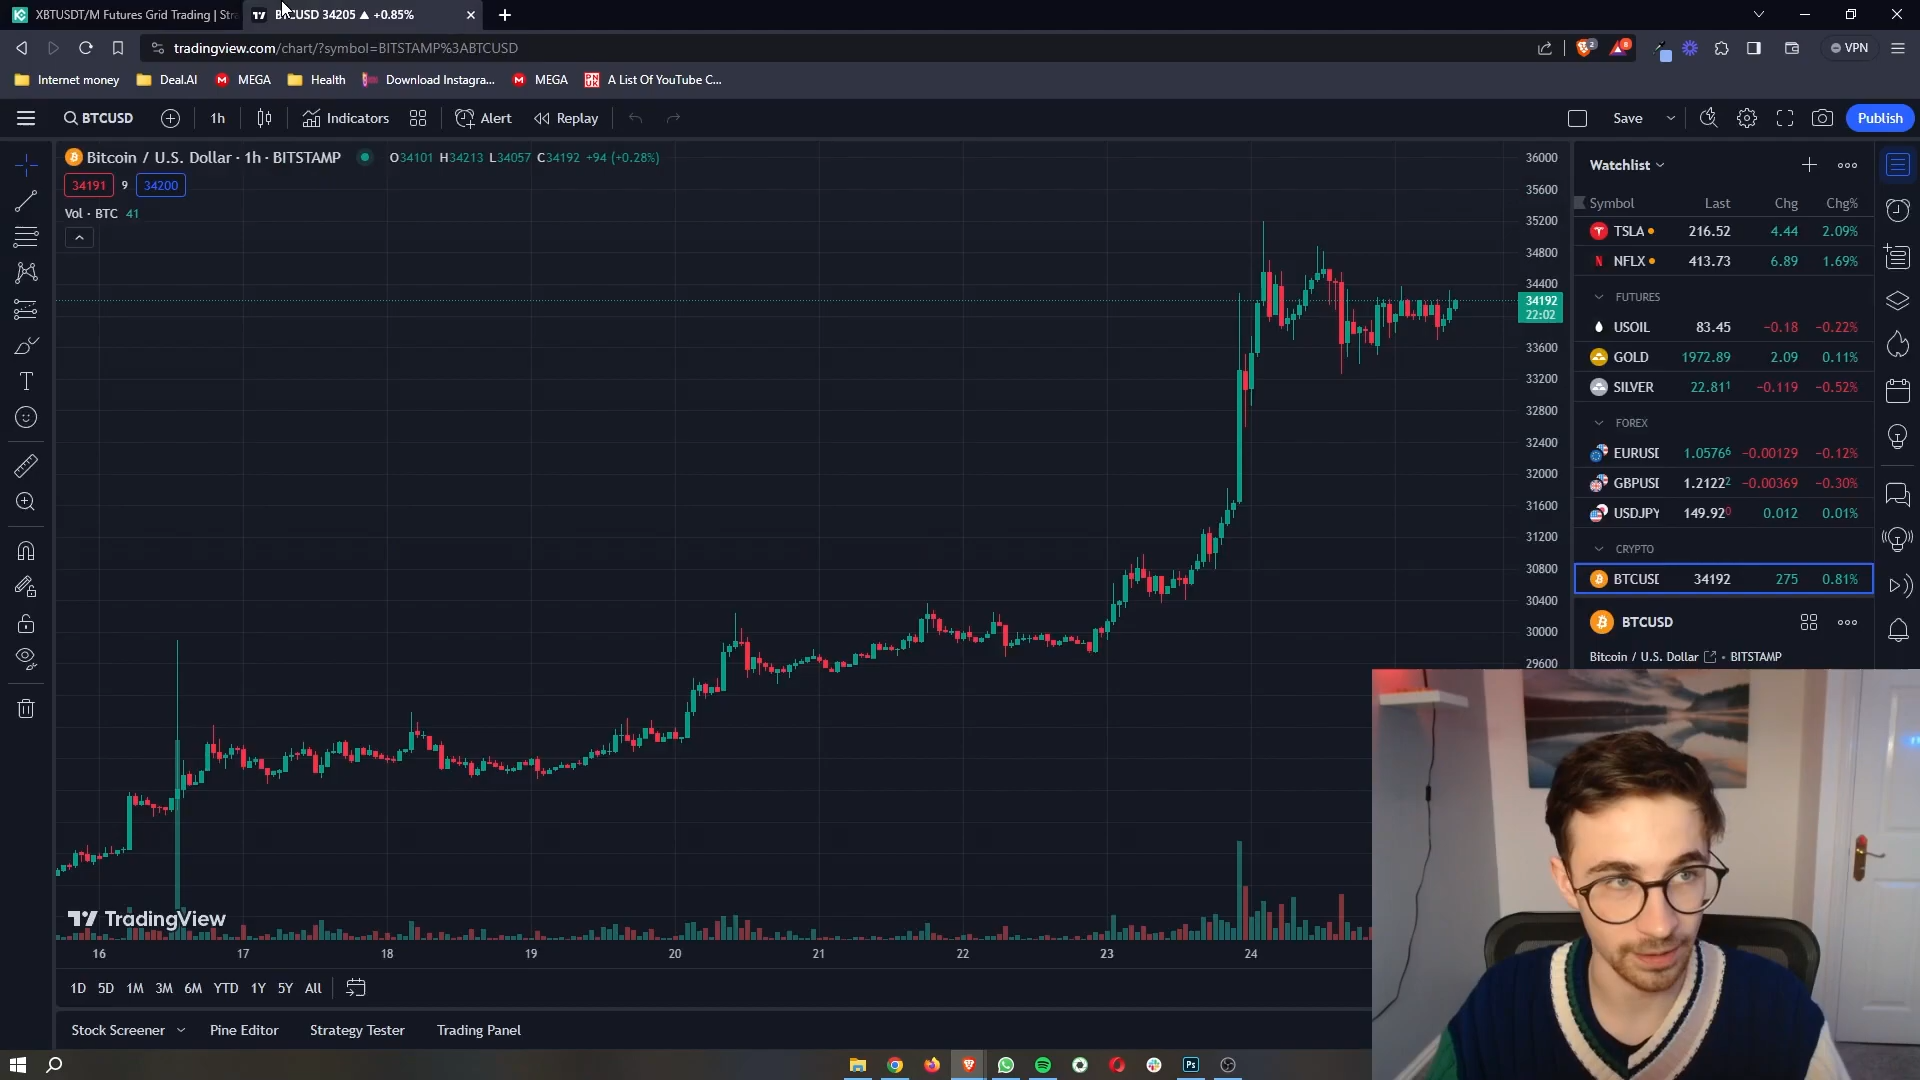 XBTUSDT/M Futures Grid Trading | Stra
BTCUSD 34205 ▲ +0.85%
tradingview.com/chart/?symbol=BITSTAMP%3ABTCUSD
2
8
VPN
Internet money
Deal.AI
MEGA
Health
Download Instagra...
MEGA
A List Of YouTube C...
BTCUSD
1h
Indicators
Alert
Replay
Save
Publish
Bitcoin / U.S. Dollar · 1h · BITSTAMP
O34101 H34213 L34057 C34192 +94 (+0.28%)
34191 9 34200
Vol · BTC 41
36000
35600
35200
34800
34400
34192
22:02
33600
33200
32800
32400
32000
31600
31200
30800
30400
30000
29600
Watchlist
Symbol Last Chg Chg%
TSLA 216.52 4.44 2.09%
NFLX 413.73 6.89 1.69%
FUTURES
USOIL 83.45 −0.18 −0.22%
GOLD 1972.89 2.09 0.11%
SILVER 22.811 −0.119 −0.52%
FOREX
EURUSD 1.05766 −0.00129 −0.12%
GBPUSD 1.21222 −0.00369 −0.30%
USDJPY 149.920 0.012 0.01%
CRYPTO
BTCUSD 34192 275 0.81%
BTCUSD
Bitcoin / U.S. Dollar · BITSTAMP
TradingView
16 17 18 19 20 21 22 23 24
1D 5D 1M 3M 6M YTD 1Y 5Y All
Stock Screener
Pine Editor
Strategy Tester
Trading Panel
Ps